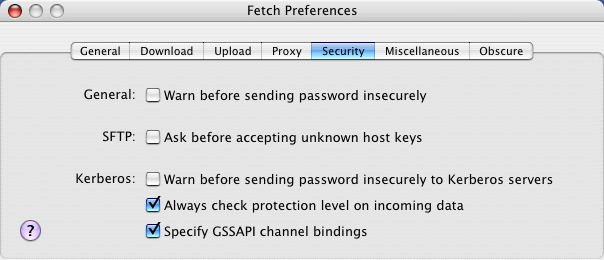 Fetch Preferences
General Download Upload Proxy Security Miscellaneous Obscure
General: Warn before sending password insecurely
SFTP: Ask before accepting unknown host keys
Kerberos: Warn before sending password insecurely to Kerberos servers
Always check protection level on incoming data
? Specify GSSAPI channel bindings